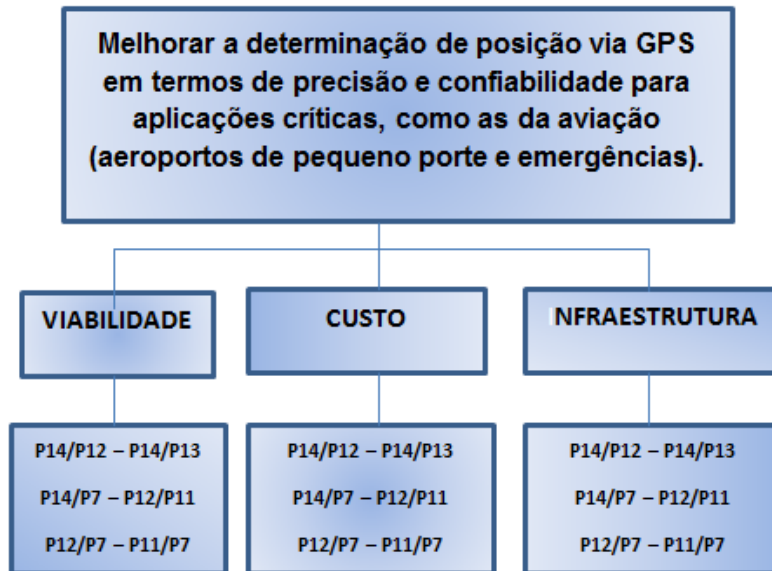 Melhorar a determinação de posição via GPS
em termos de precisão e confiabilidade para
aplicações críticas, como as da aviação
(aeroportos de pequeno porte e emergências).
VIABILIDADE
CUSTO
INFRAESTRUTURA
P14/P12 – P14/P13
P14/P7 – P12/P11
P12/P7 – P11/P7
P14/P12 – P14/P13
P14/P7 – P12/P11
P12/P7 – P11/P7
P14/P12 – P14/P13
P14/P7 – P12/P11
P12/P7 – P11/P7